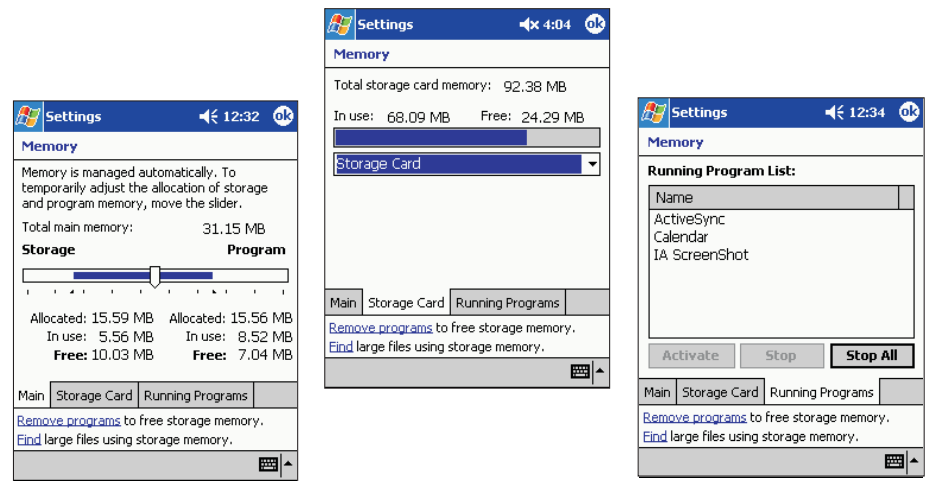 Settings 12:32 ok
Memory
Memory is managed automatically. To
temporarily adjust the allocation of storage
and program memory, move the slider.
Total main memory: 31.15 MB
Storage Program
Allocated: 15.59 MB Allocated: 15.56 MB
In use: 5.56 MB In use: 8.52 MB
Free: 10.03 MB Free: 7.04 MB
Main Storage Card Running Programs
Remove programs to free storage memory.
Find large files using storage memory.
Settings 4:04 ok
Memory
Total storage card memory: 92.38 MB
In use: 68.09 MB Free: 24.29 MB
Storage Card
Main Storage Card Running Programs
Remove programs to free storage memory.
Find large files using storage memory.
Settings 12:34 ok
Memory
Running Program List:
Name
ActiveSync
Calendar
IA ScreenShot
Activate Stop Stop All
Main Storage Card Running Programs
Remove programs to free storage memory.
Find large files using storage memory.